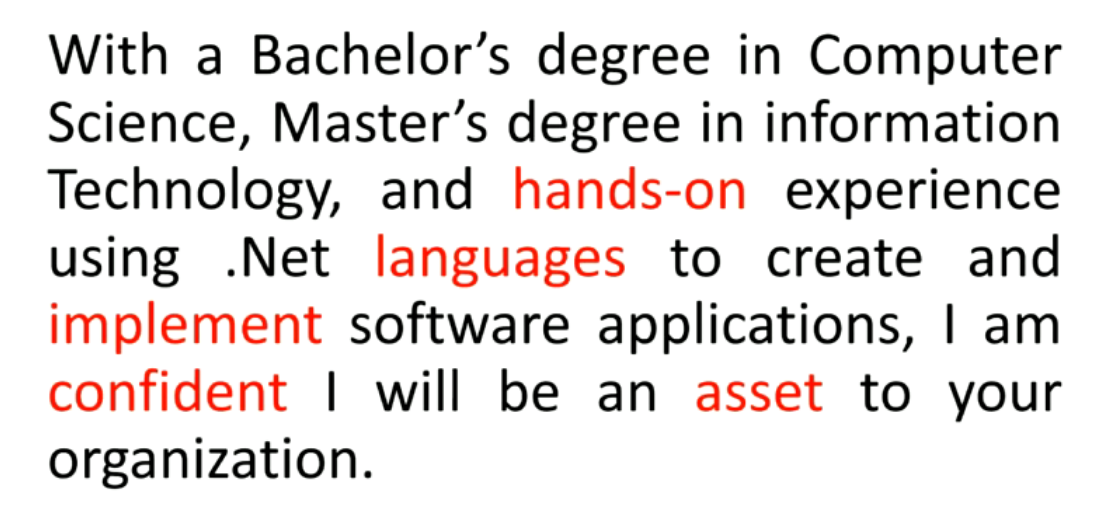 With a Bachelor’s degree in Computer
Science, Master’s degree in information
Technology, and hands-on experience
using .Net languages to create and
implement software applications, I am
confident I will be an asset to your
organization.